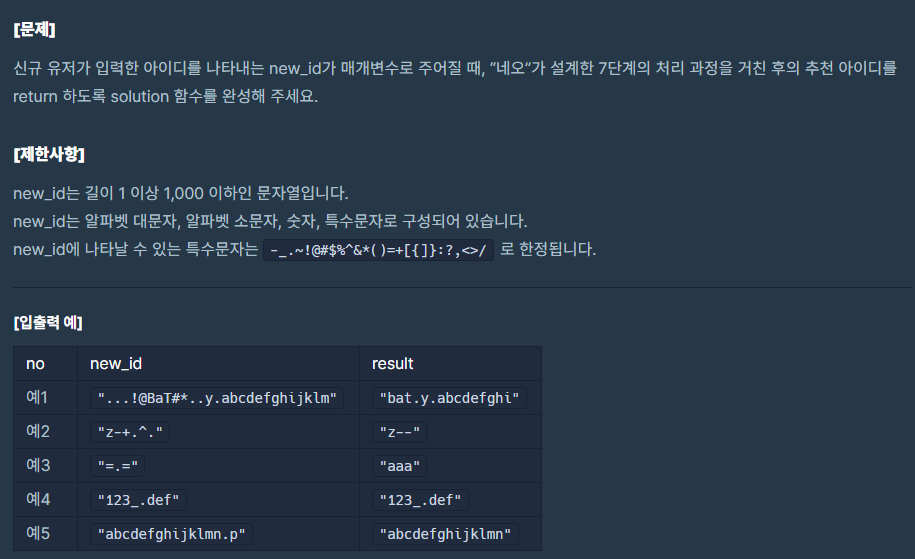 [문제]
신규 유저가 입력한 아이디를 나타내는 new_id가 매개변수로 주어질 때, “네오”가 설계한 7단계의 처리 과정을 거친 후의 추천 아이디를
return 하도록 solution 함수를 완성해 주세요.
[제한사항]
new_id는 길이 1 이상 1,000 이하인 문자열입니다.
new_id는 알파벳 대문자, 알파벳 소문자, 숫자, 특수문자로 구성되어 있습니다.
new_id에 나타날 수 있는 특수문자는 -_.~!@#$%^&*()=+[{]}:?,<>/ 로 한정됩니다.
[입출력 예]
no new_id result
예1 "...!@BaT#*..y.abcdefghijklm" "bat.y.abcdefghi"
예2 "z-+.^." "z--"
예3 "=.=" "aaa"
예4 "123_.def" "123_.def"
예5 "abcdefghijklmn.p" "abcdefghijklmn"